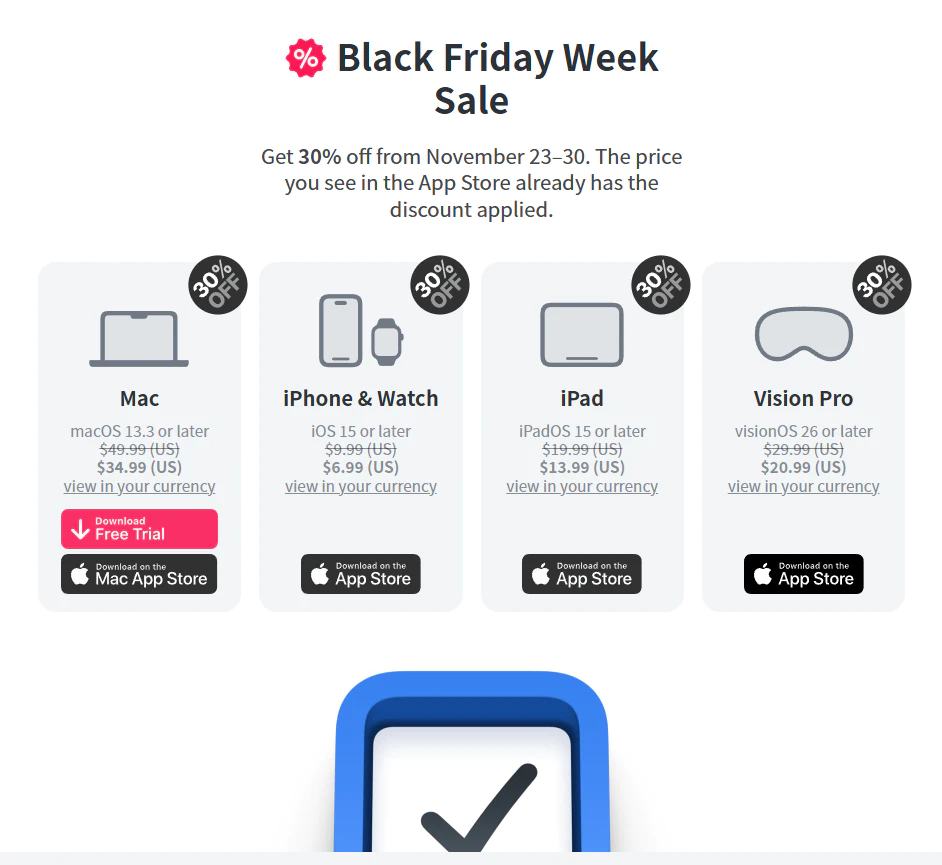 % Black Friday Week
Sale
Get 30% off from November 23–30. The price
you see in the App Store already has the
discount applied.
30%
OFF
Mac
macOS 13.3 or later
$49.99 (US)
$34.99 (US)
view in your currency
Download
Free Trial
Download on the
Mac App Store
30%
OFF
iPhone & Watch
iOS 15 or later
$9.99 (US)
$6.99 (US)
view in your currency
Download on the
App Store
30%
OFF
iPad
iPadOS 15 or later
$19.99 (US)
$13.99 (US)
view in your currency
Download on the
App Store
30%
OFF
Vision Pro
visionOS 26 or later
$29.99 (US)
$20.99 (US)
view in your currency
Download on the
App Store